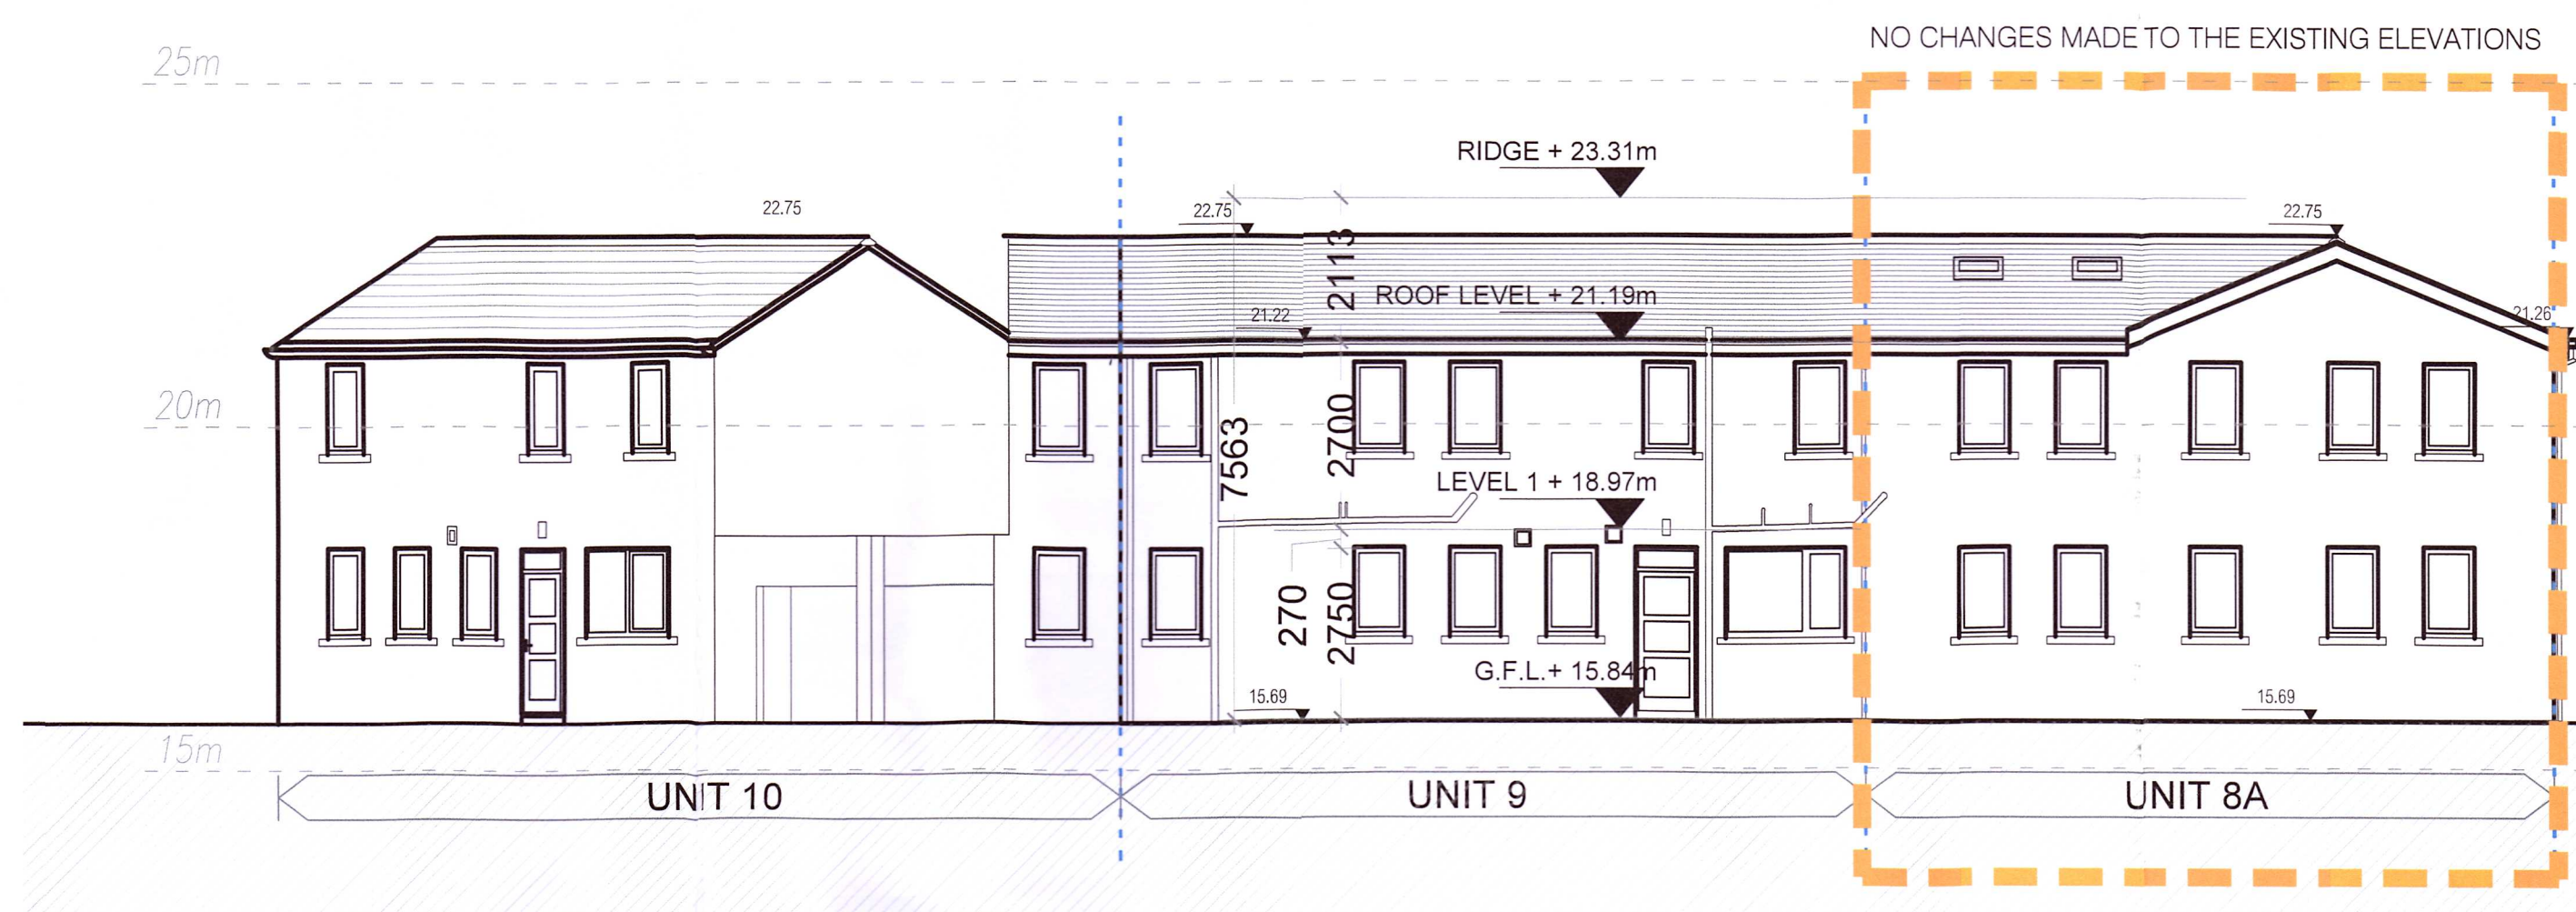 NO CHANGES MADE TO THE EXISTING ELEVATIONS
25m
RIDGE + 23.31m
22.75
22.75
22.75
2113
ROOF LEVEL + 21.19m
21.22
21.26
20m
7563
2700
LEVEL 1 + 18.97m
270
2750
G.F.L.+ 15.84m
15.69
15.69
15m
UNIT 10
UNIT 9
UNIT 8A